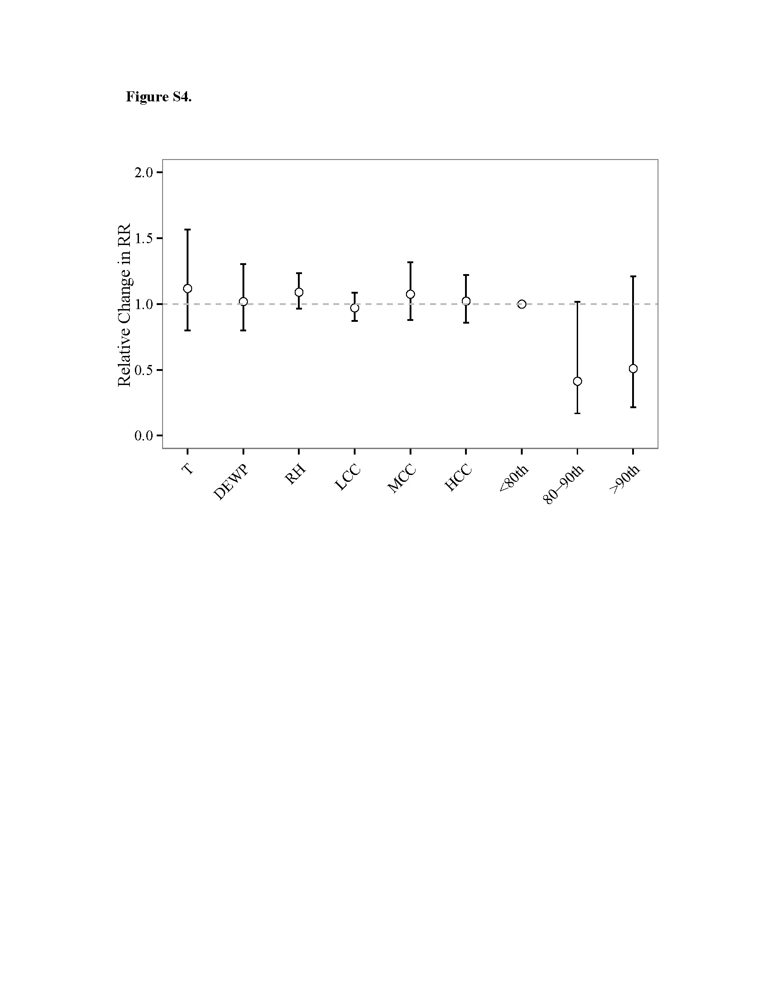 Figure S4.
Relative Change in RR
2.0
1.5
1.0
0.5
0.0
T
DEWP
RH
LCC
MCC
HCC
<80th
80−90th
>90th